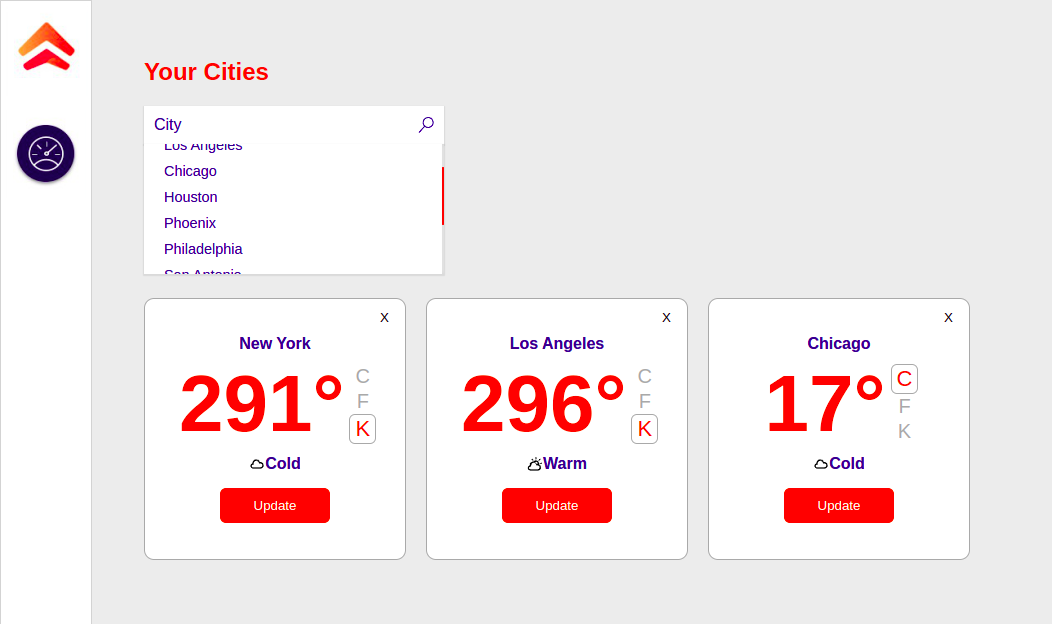 Your Cities
City
Los Angeles
Chicago
Houston
Phoenix
Philadelphia
San Antonio
X
New York
291°
C
F
K
Cold
Update
X
Los Angeles
296°
C
F
K
Warm
Update
X
Chicago
17°
C
F
K
Cold
Update